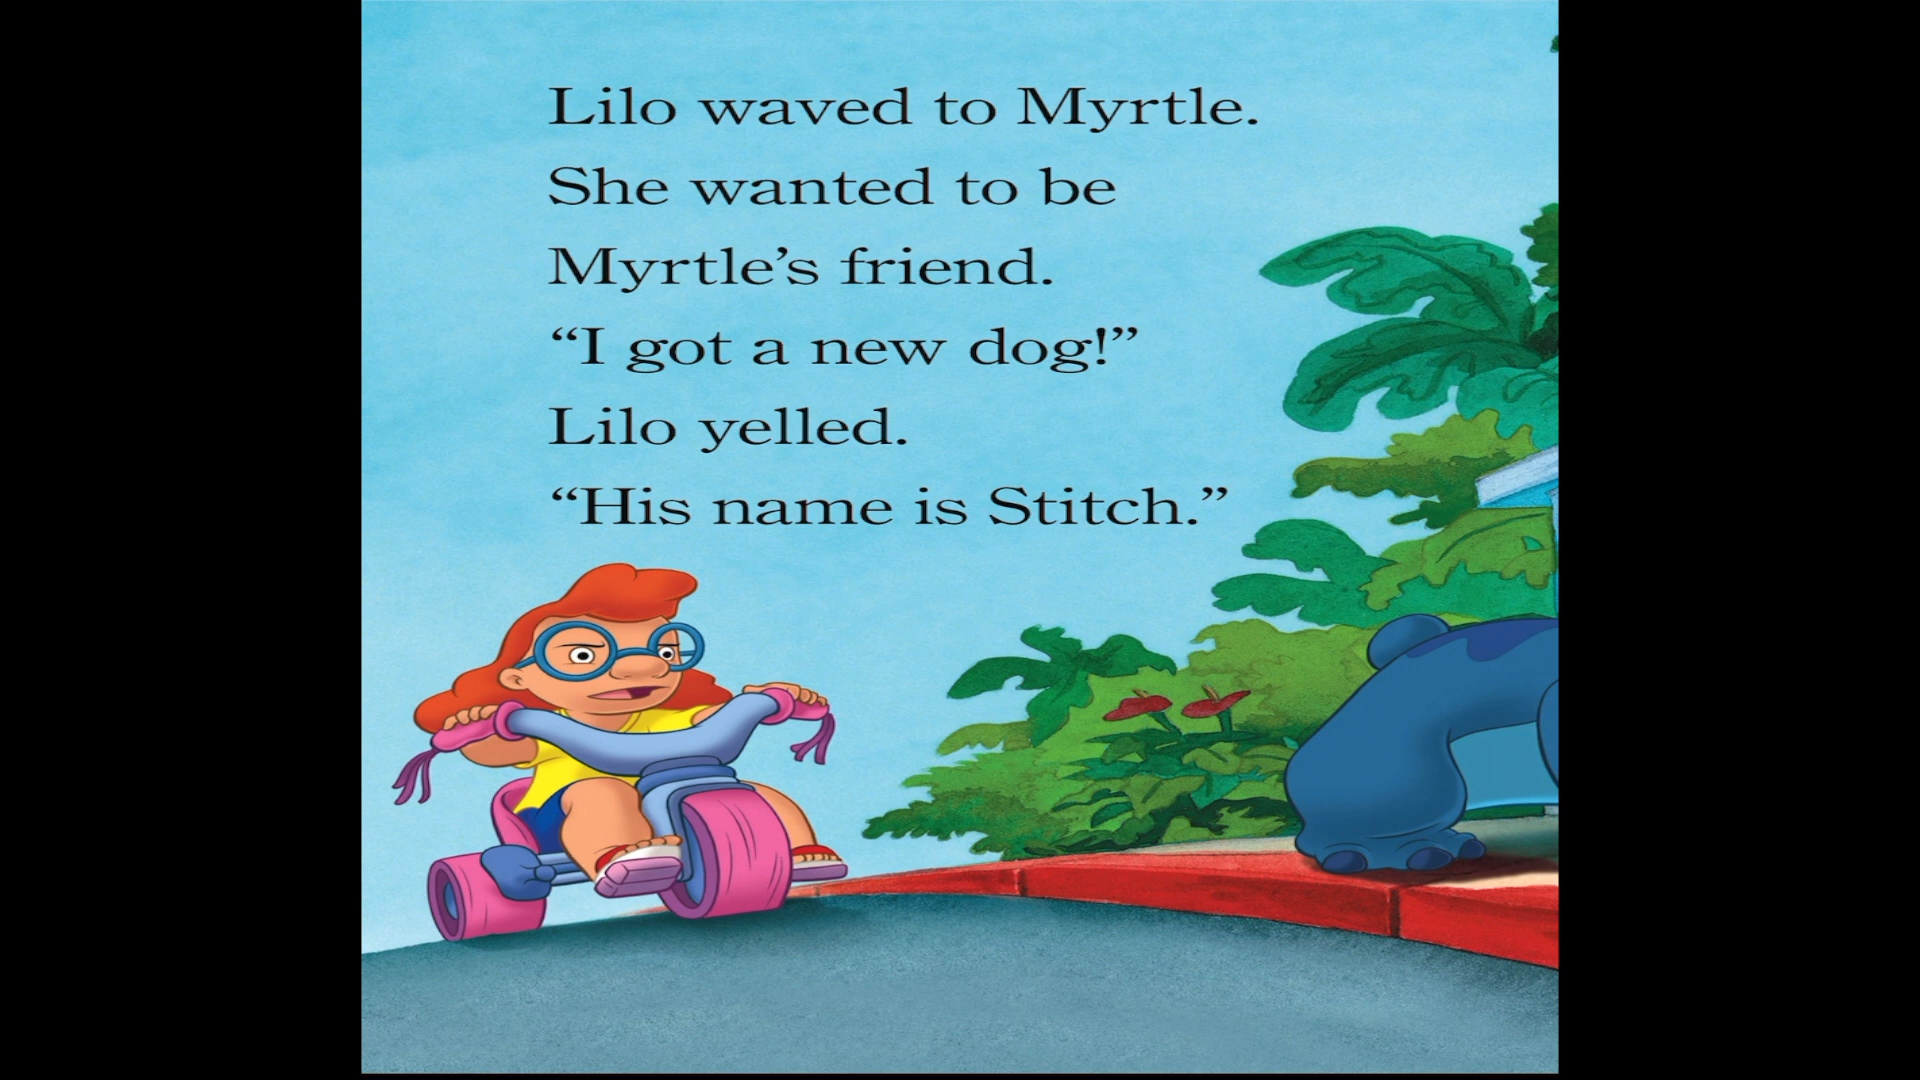 Lilo waved to Myrtle.
She wanted to be
Myrtle’s friend.
“I got a new dog!”
Lilo yelled.
“His name is Stitch.”